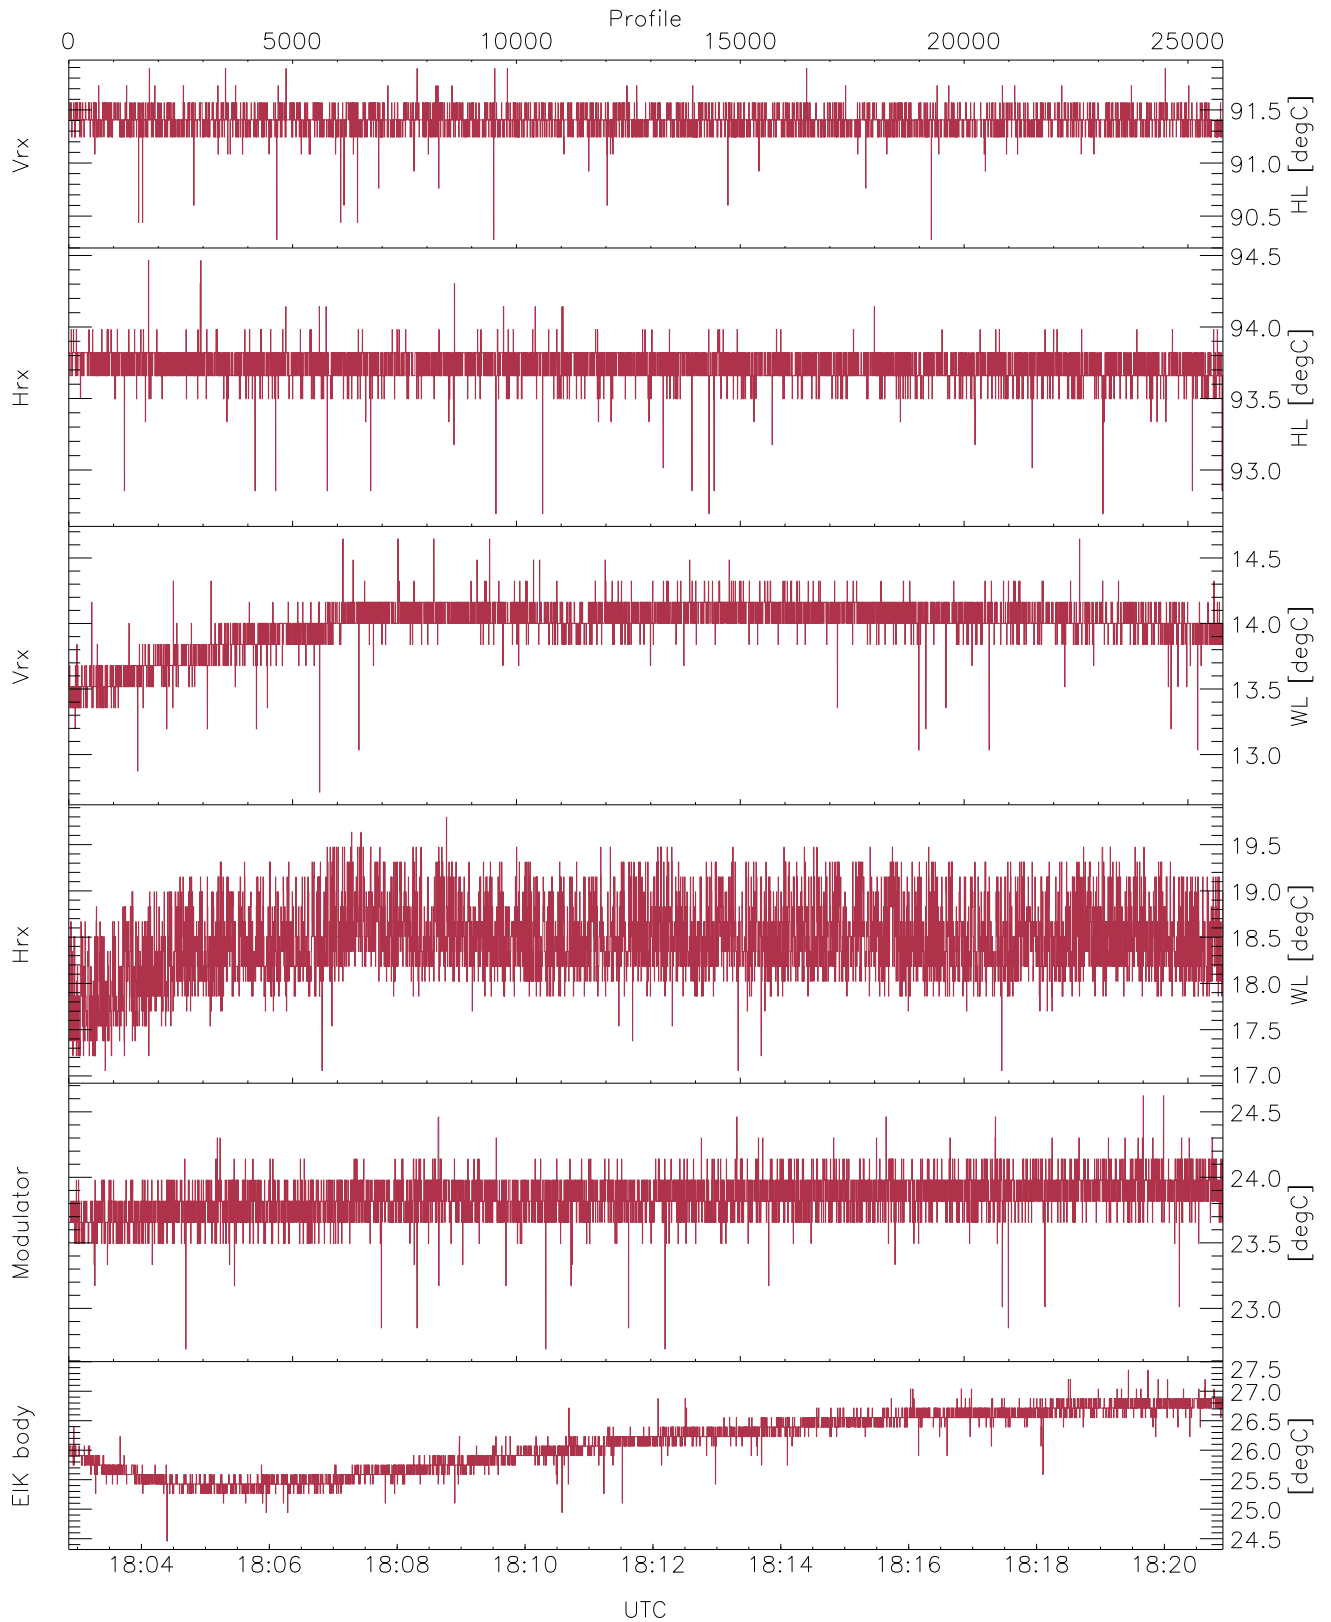 Profile
0 5000 10000 15000 20000 25000
Vrx
91.5
91.0
90.5
HL [degC]
Hrx
94.5
94.0
93.5
93.0
HL [degC]
Vrx
14.5
14.0
13.5
13.0
WL [degC]
Hrx
19.5
19.0
18.5
18.0
17.5
17.0
WL [degC]
Modulator
24.5
24.0
23.5
23.0
[degC]
EIK body
27.5
27.0
26.5
26.0
25.5
25.0
24.5
[degC]
18:04 18:06 18:08 18:10 18:12 18:14 18:16 18:18 18:20
UTC